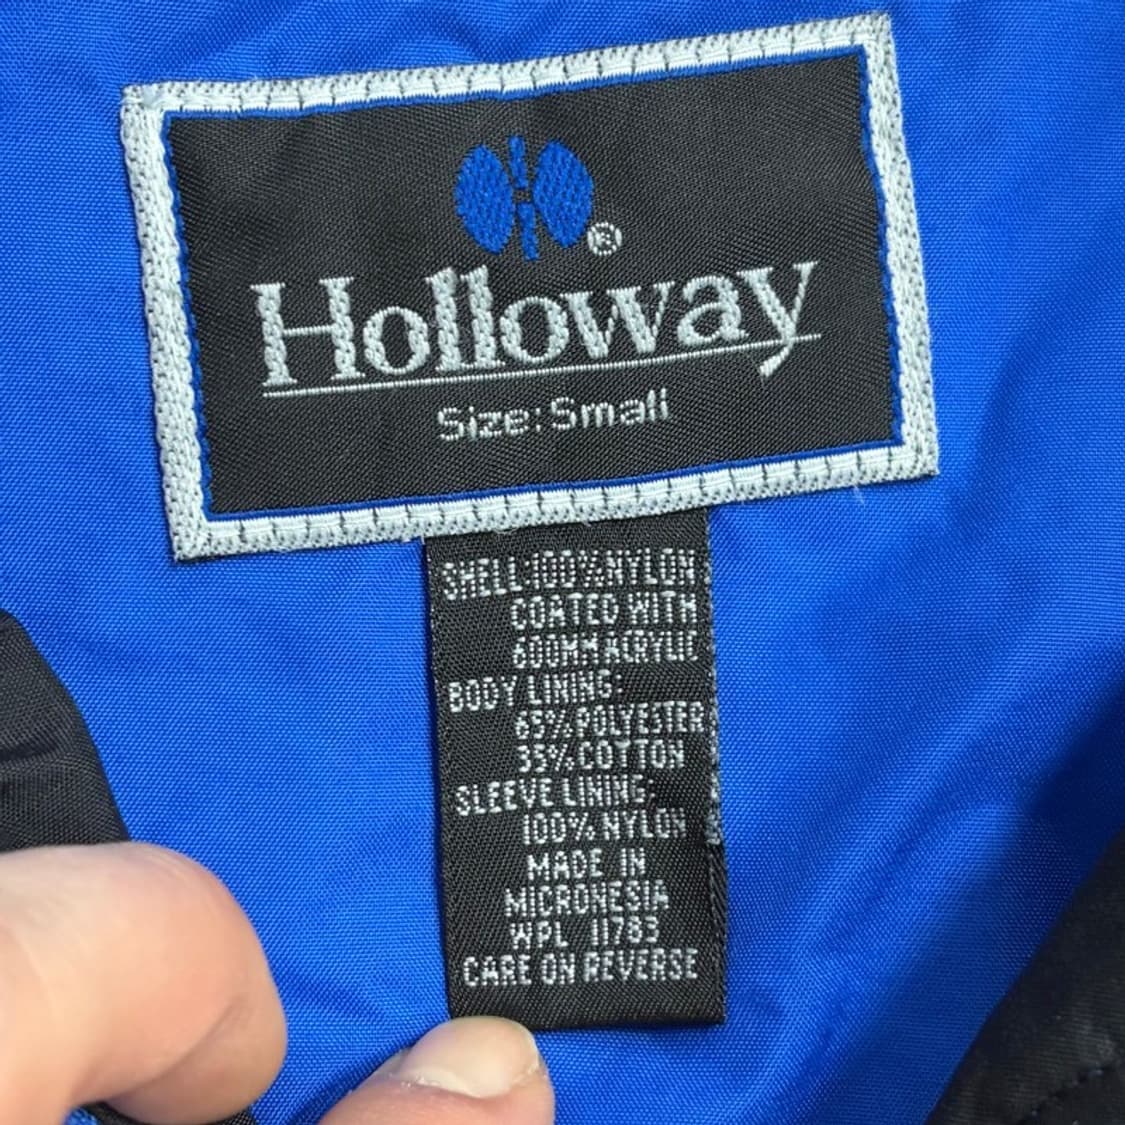 ®
Holloway
Size: Small
SHELL:100% NYLON
COATED WITH
600MM ACRYLIC
BODY LINING:
65% POLYESTER
35% COTTON
SLEEVE LINING:
100% NYLON
MADE IN
MICRONESIA
WPL 11783
CARE ON REVERSE